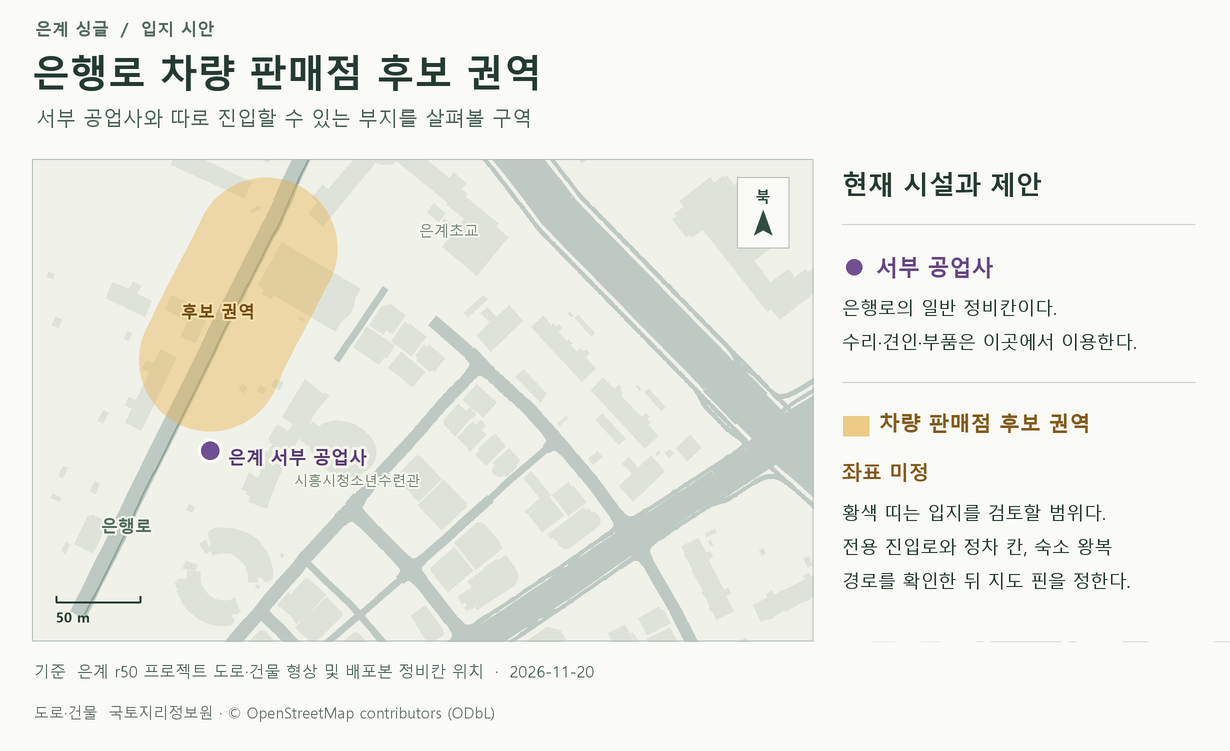 은계 싱글 / 입지 시안
은행로 차량 판매점 후보 권역
서부 공업사와 따로 진입할 수 있는 부지를 살펴볼 구역
북
은계초교
후보 권역
은계 서부 공업사
시흥시청소년수련관
은행로
50 m
현재 시설과 제안
서부 공업사
은행로의 일반 정비칸이다.
수리·견인·부품은 이곳에서 이용한다.
차량 판매점 후보 권역
좌표 미정
황색 띠는 입지를 검토할 범위다.
전용 진입로와 정차 칸, 숙소 왕복
경로를 확인한 뒤 지도 핀을 정한다.
기준 은계 r50 프로젝트 도로·건물 형상 및 배포본 정비칸 위치 · 2026-11-20
도로·건물 국토지리정보원 · © OpenStreetMap contributors (ODbL)